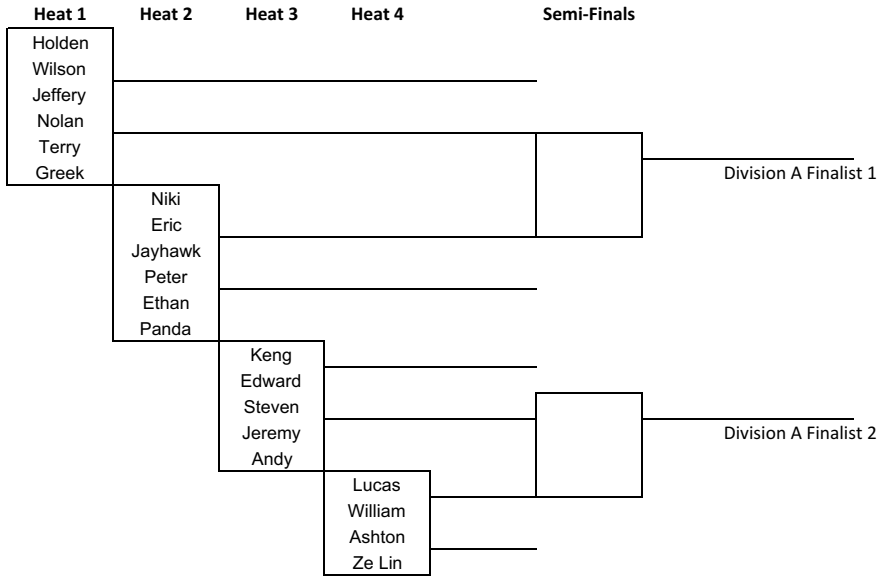 Heat 1 Heat 2 Heat 3 Heat 4 Semi-Finals
Holden
Wilson
Jeffery
Nolan
Terry
Greek
Division A Finalist 1
Niki
Eric
Jayhawk
Peter
Ethan
Panda
Keng
Edward
Steven
Jeremy
Division A Finalist 2
Andy
Lucas
William
Ashton
Ze Lin